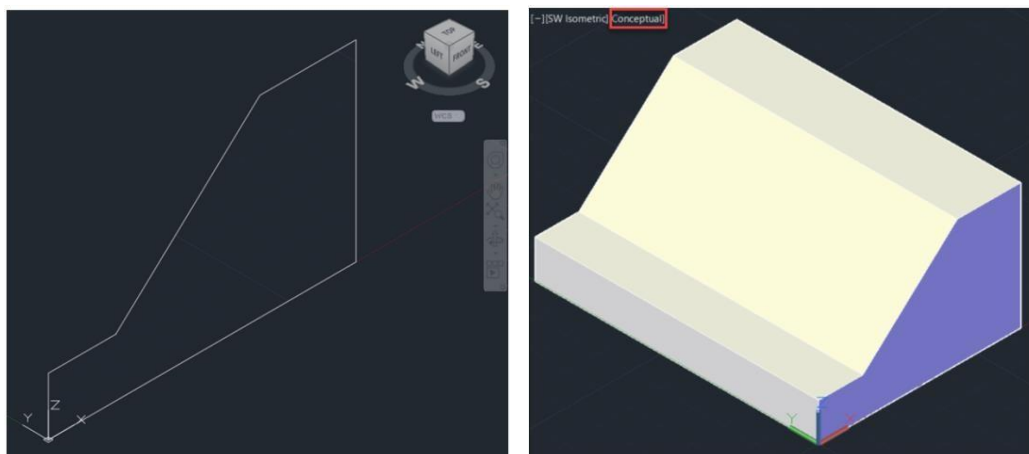 TOP
LEFT
FRONT
W
S
WCS
Y
Z
X
[−][SW Isometric][Conceptual]
Y
X